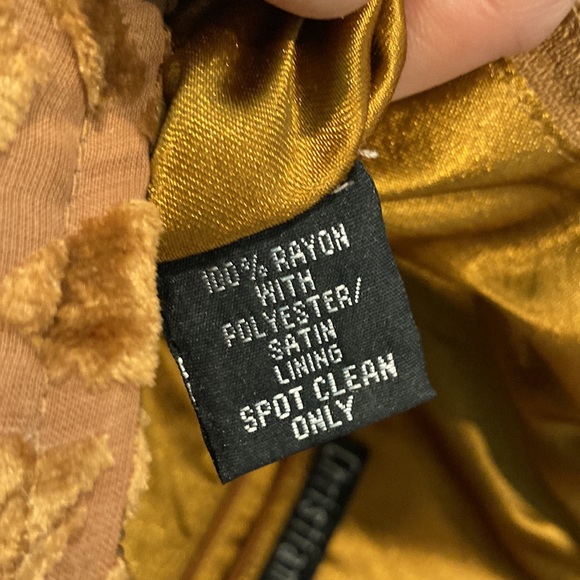 100% RAYON
WITH
POLYESTER/
SATIN
LINING
SPOT CLEAN
ONLY